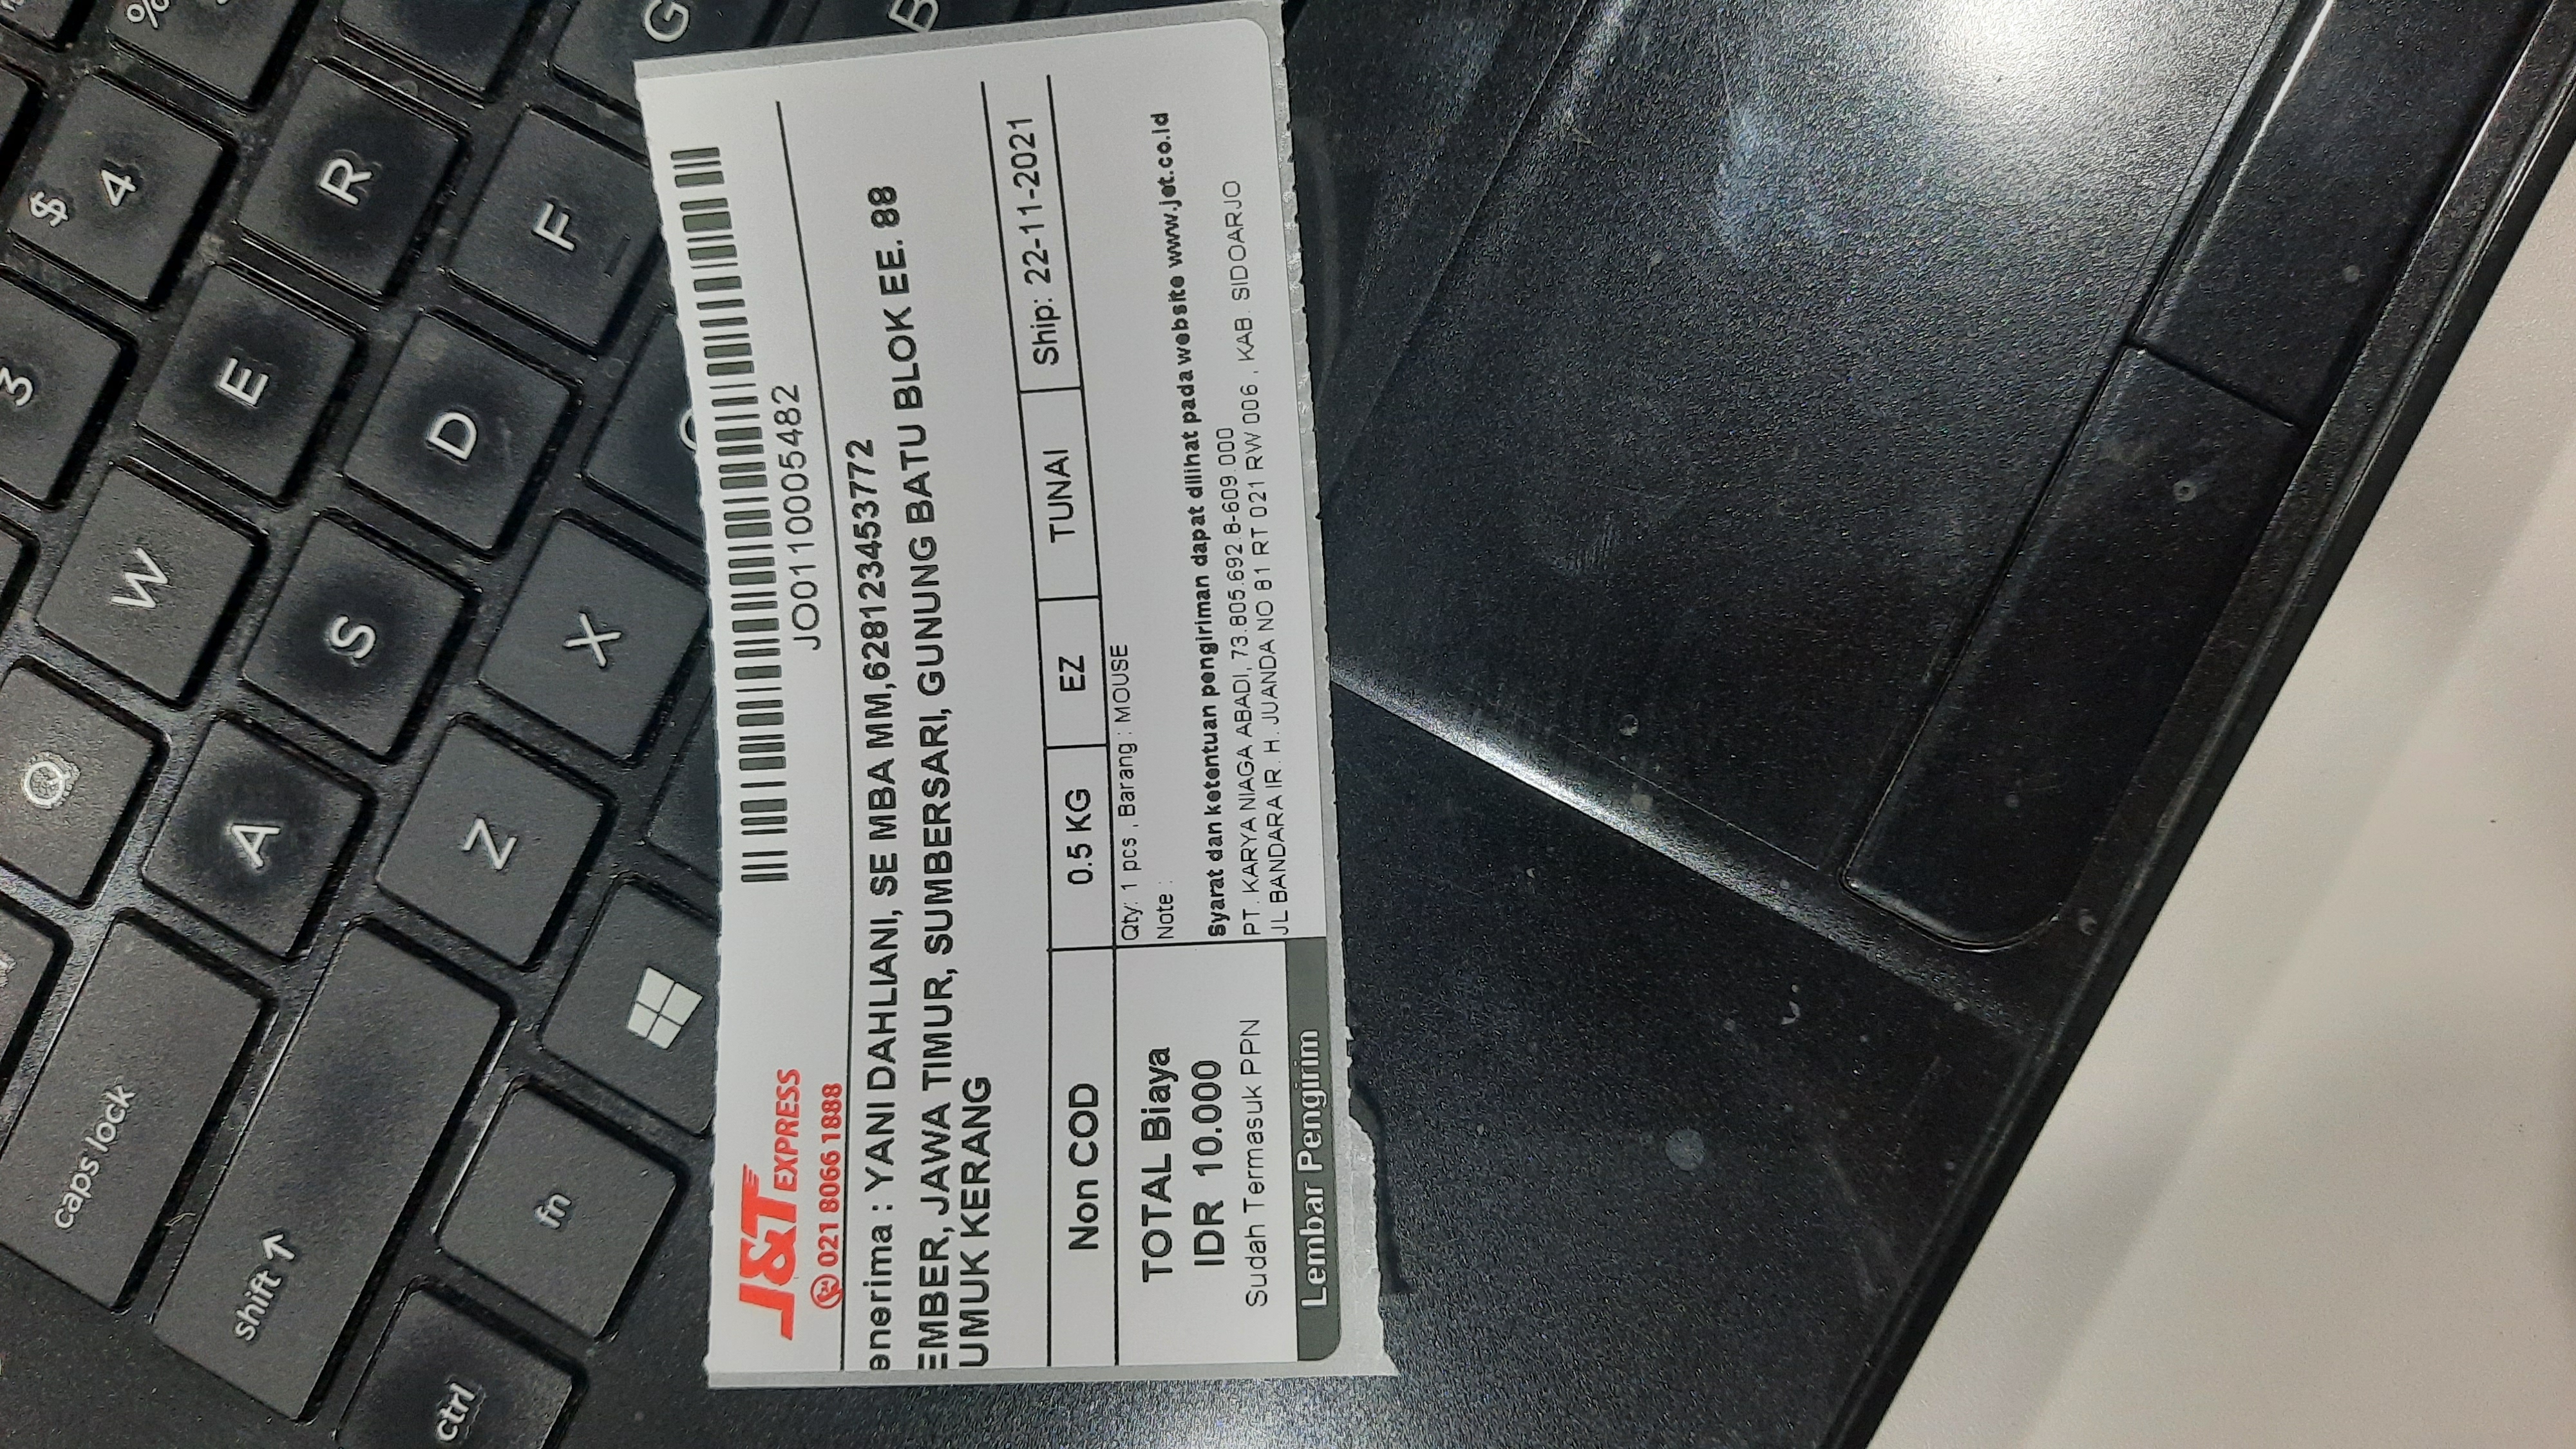 Q
3
$
4
%
caps lock
W
E
R
A
S
D
F
G
shift
Z
X
B
ctrl
fn
J&T EXPRESS
24
021 8066 1888
JO0110005482
enerima : YANI DAHLIANI, SE MBA MM,628123453772
EMBER, JAWA TIMUR, SUMBERSARI, GUNUNG BATU BLOK EE. 88
UMUK KERANG
Non COD 0.5 KG EZ TUNAI Ship: 22-11-2021
TOTAL Biaya
IDR 10.000
Sudah Termasuk PPN
Lembar Pengirim
Qty: 1 pcs , Barang : MOUSE
Note :
Syarat dan ketentuan pengiriman dapat dilihat pada website www.jet.co.id
PT. KARYA NIAGA ABADI, 73.805.692.8-609.000
JL BANDARA IR. H. JUANDA NO 81 RT 021 RW 006 , KAB. SIDOARJO